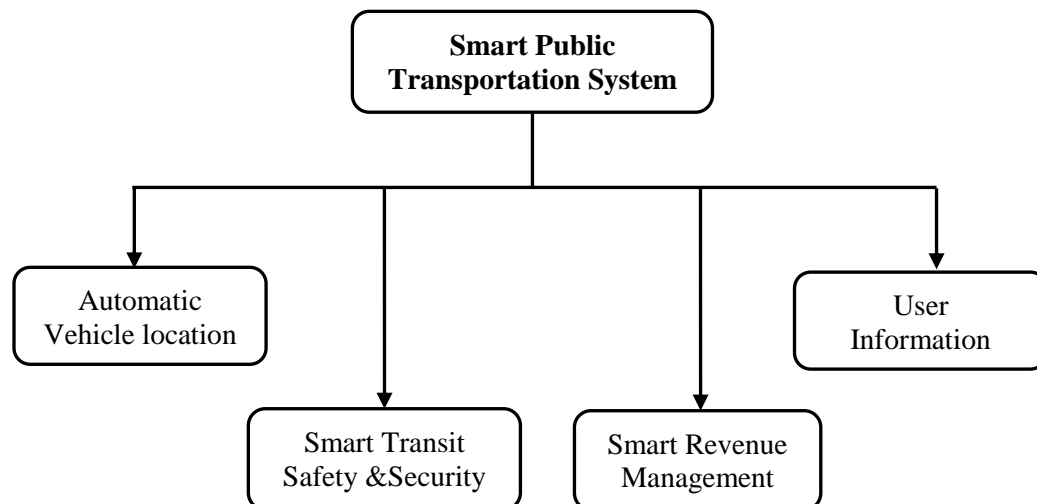 Smart Public
Transportation System
Automatic
Vehicle location
User
Information
Smart Transit
Safety &Security
Smart Revenue
Management